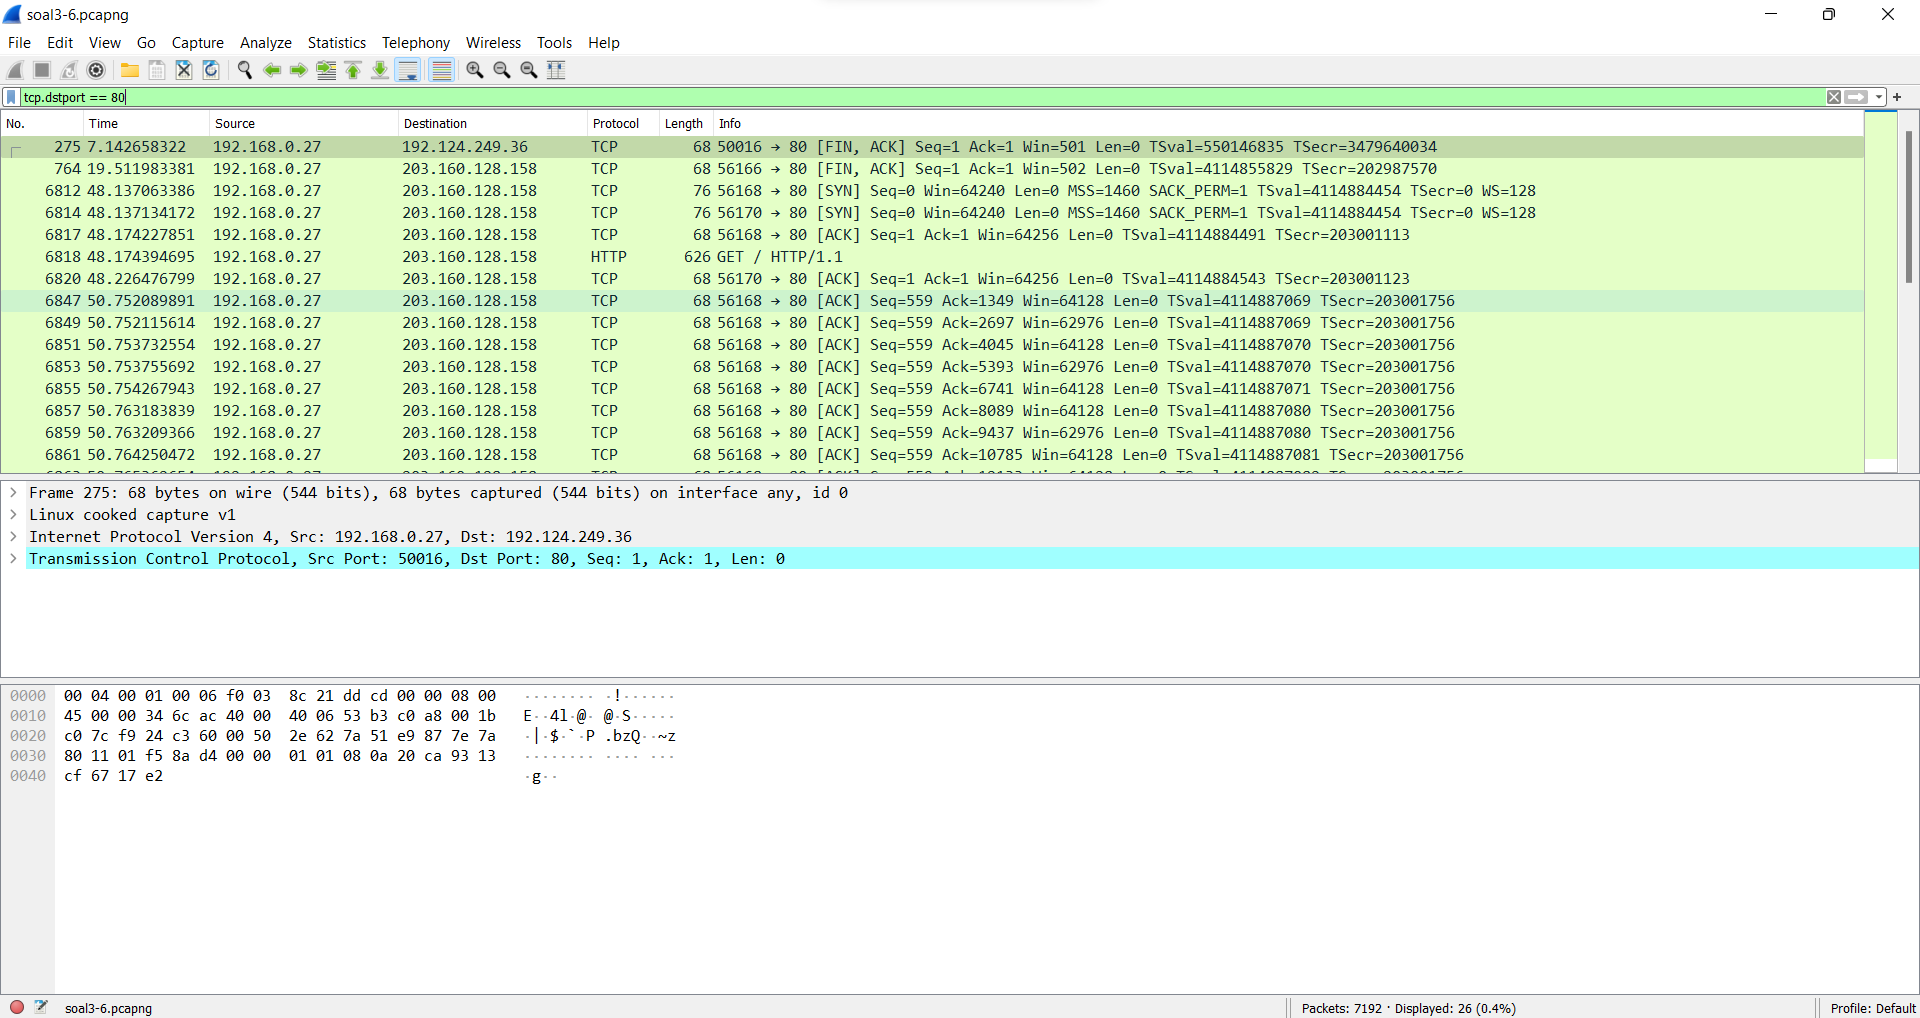 soal3-6.pcapng
File Edit View Go Capture Analyze Statistics Telephony Wireless Tools Help
tcp.dstport == 80
No. Time Source Destination Protocol Length Info
275 7.142658322 192.168.0.27 192.124.249.36 TCP 68 50016 → 80 [FIN, ACK] Seq=1 Ack=1 Win=501 Len=0 TSval=550146835 TSecr=3479640034
764 19.511983381 192.168.0.27 203.160.128.158 TCP 68 56166 → 80 [FIN, ACK] Seq=1 Ack=1 Win=502 Len=0 TSval=4114855829 TSecr=202987570
6812 48.137063386 192.168.0.27 203.160.128.158 TCP 76 56168 → 80 [SYN] Seq=0 Win=64240 Len=0 MSS=1460 SACK_PERM=1 TSval=4114884454 TSecr=0 WS=128
6814 48.137134172 192.168.0.27 203.160.128.158 TCP 76 56170 → 80 [SYN] Seq=0 Win=64240 Len=0 MSS=1460 SACK_PERM=1 TSval=4114884454 TSecr=0 WS=128
6817 48.174227851 192.168.0.27 203.160.128.158 TCP 68 56168 → 80 [ACK] Seq=1 Ack=1 Win=64256 Len=0 TSval=4114884491 TSecr=203001113
6818 48.174394695 192.168.0.27 203.160.128.158 HTTP 626 GET / HTTP/1.1
6820 48.226476799 192.168.0.27 203.160.128.158 TCP 68 56170 → 80 [ACK] Seq=1 Ack=1 Win=64256 Len=0 TSval=4114884543 TSecr=203001123
6847 50.752089891 192.168.0.27 203.160.128.158 TCP 68 56168 → 80 [ACK] Seq=559 Ack=1349 Win=64128 Len=0 TSval=4114887069 TSecr=203001756
6849 50.752115614 192.168.0.27 203.160.128.158 TCP 68 56168 → 80 [ACK] Seq=559 Ack=2697 Win=62976 Len=0 TSval=4114887069 TSecr=203001756
6851 50.753732554 192.168.0.27 203.160.128.158 TCP 68 56168 → 80 [ACK] Seq=559 Ack=4045 Win=64128 Len=0 TSval=4114887070 TSecr=203001756
6853 50.753755692 192.168.0.27 203.160.128.158 TCP 68 56168 → 80 [ACK] Seq=559 Ack=5393 Win=62976 Len=0 TSval=4114887070 TSecr=203001756
6855 50.754267943 192.168.0.27 203.160.128.158 TCP 68 56168 → 80 [ACK] Seq=559 Ack=6741 Win=64128 Len=0 TSval=4114887071 TSecr=203001756
6857 50.763183839 192.168.0.27 203.160.128.158 TCP 68 56168 → 80 [ACK] Seq=559 Ack=8089 Win=64128 Len=0 TSval=4114887080 TSecr=203001756
6859 50.763209366 192.168.0.27 203.160.128.158 TCP 68 56168 → 80 [ACK] Seq=559 Ack=9437 Win=62976 Len=0 TSval=4114887080 TSecr=203001756
6861 50.764250472 192.168.0.27 203.160.128.158 TCP 68 56168 → 80 [ACK] Seq=559 Ack=10785 Win=64128 Len=0 TSval=4114887081 TSecr=203001756
Frame 275: 68 bytes on wire (544 bits), 68 bytes captured (544 bits) on interface any, id 0
Linux cooked capture v1
Internet Protocol Version 4, Src: 192.168.0.27, Dst: 192.124.249.36
Transmission Control Protocol, Src Port: 50016, Dst Port: 80, Seq: 1, Ack: 1, Len: 0
0000 00 04 00 01 00 06 f0 03 8c 21 dd cd 00 00 08 00 ········ ·!······
0010 45 00 00 34 6c ac 40 00 40 06 53 b3 c0 a8 00 1b E··4l·@· @·S·····
0020 c0 7c f9 24 c3 60 00 50 2e 62 7a 51 e9 87 7e 7a ·|·$·`·P .bzQ··~z
0030 80 11 01 f5 8a d4 00 00 01 01 08 0a 20 ca 93 13 ········ ···· ···
0040 cf 67 17 e2 ·g··
soal3-6.pcapng Packets: 7192 · Displayed: 26 (0.4%) Profile: Default